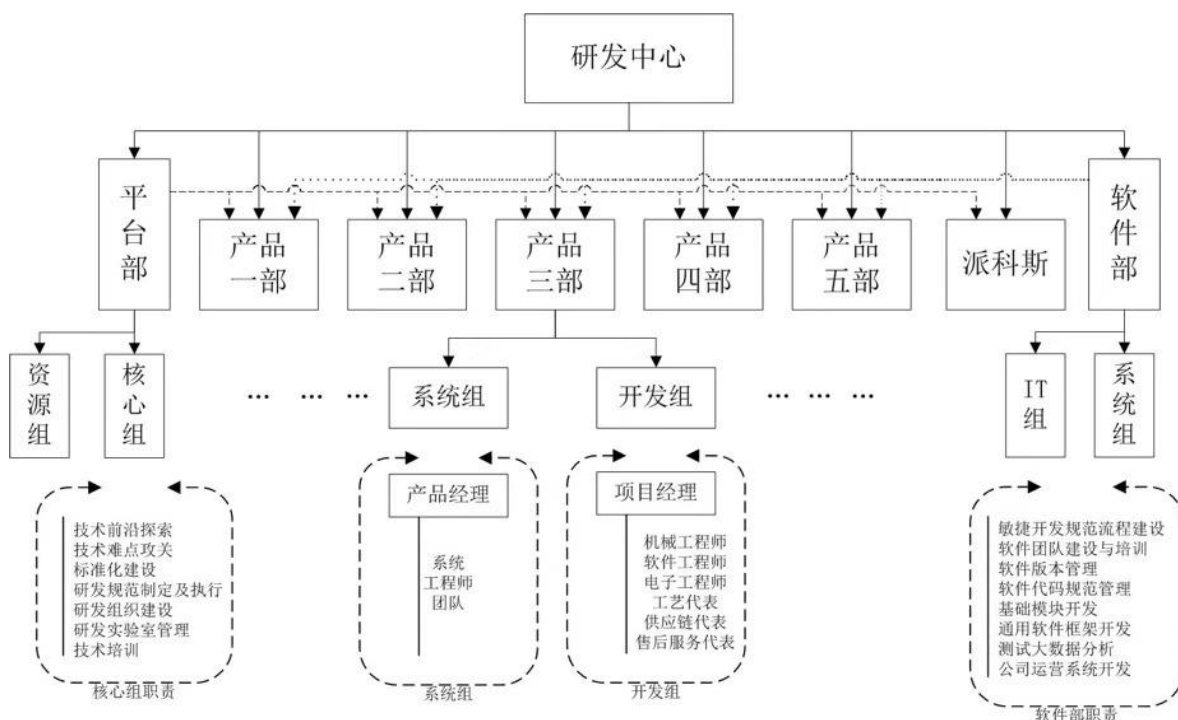 研发中心
平台部
产品一部
产品二部
产品三部
产品四部
产品五部
派科斯
软件部
资源组
核心组
… … …
系统组
开发组
… … …
IT组
系统组
产品经理
系统
工程师
团队
系统组
项目经理
机械工程师
软件工程师
电子工程师
工艺代表
供应链代表
售后服务代表
开发组
技术前沿探索
技术难点攻关
标准化建设
研发规范制定及执行
研发组织建设
研发实验室管理
技术培训
核心组职责
敏捷开发规范流程建设
软件团队建设与培训
软件版本管理
软件代码规范管理
基础模块开发
通用软件框架开发
测试大数据分析
公司运营系统开发
软件部职责